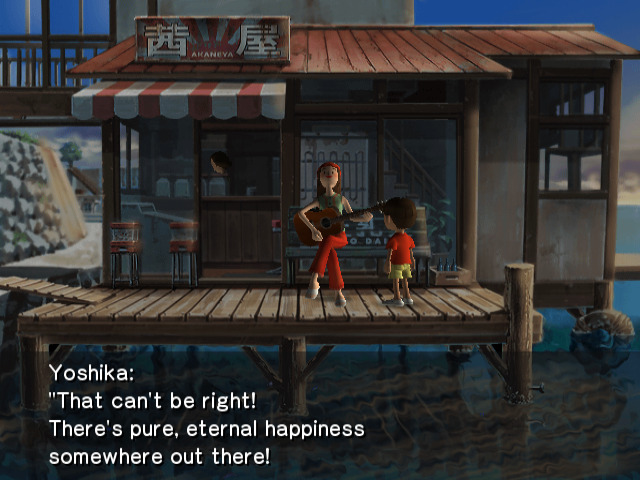 茜屋
AKANEYA
Yoshika:
"That can't be right!
There's pure, eternal happiness
somewhere out there!